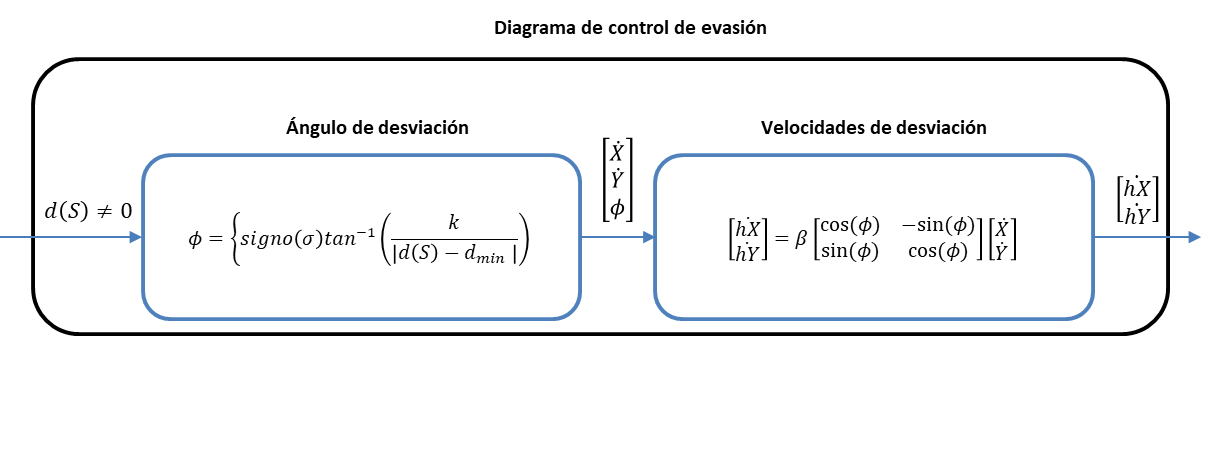 Diagrama de control de evasión
Ángulo de desviación
Velocidades de desviación
d(S) ≠ 0
ϕ = {signo(σ)tan⁻¹(k / |d(S) − d_min |)
[Ẋ
Ẏ
ϕ]
[hẊ
hẎ] = β [cos(ϕ) −sin(ϕ)
sin(ϕ) cos(ϕ)] [Ẋ
Ẏ]
[hẊ
hẎ]